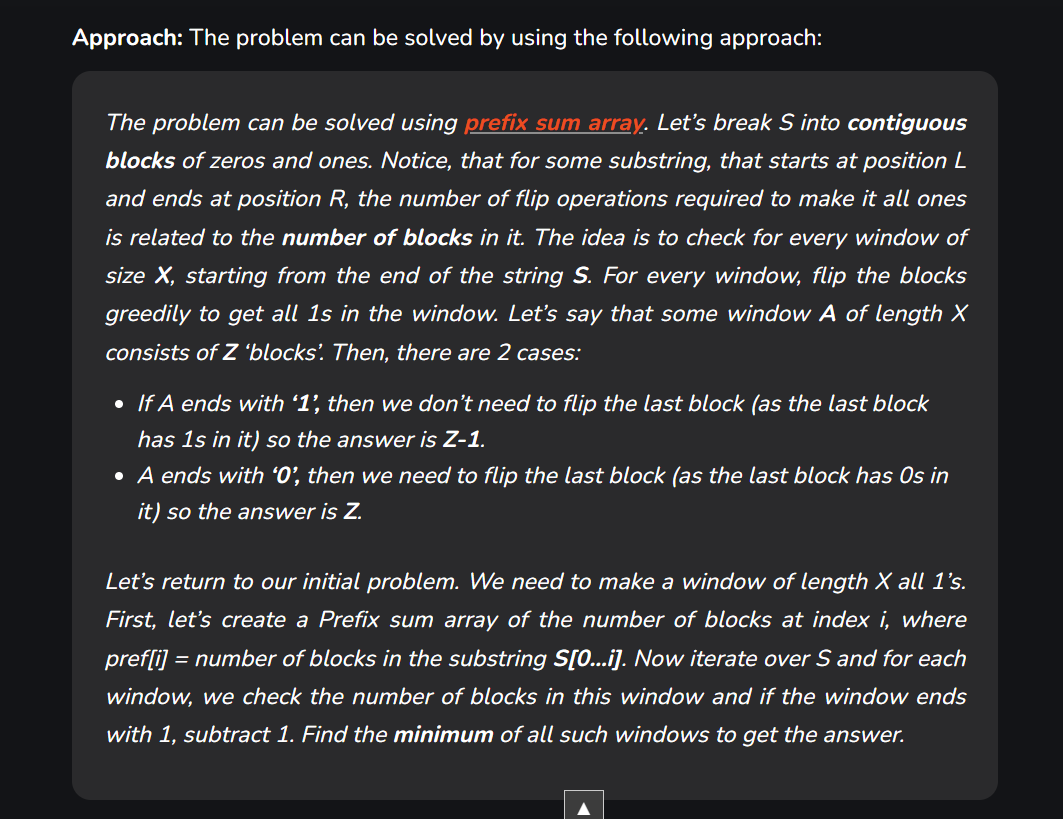 Approach: The problem can be solved by using the following approach:
The problem can be solved using prefix sum array. Let’s break S into contiguous
blocks of zeros and ones. Notice, that for some substring, that starts at position L
and ends at position R, the number of flip operations required to make it all ones
is related to the number of blocks in it. The idea is to check for every window of
size X, starting from the end of the string S. For every window, flip the blocks
greedily to get all 1s in the window. Let’s say that some window A of length X
consists of Z ‘blocks’. Then, there are 2 cases:
• If A ends with ‘1’, then we don’t need to flip the last block (as the last block
has 1s in it) so the answer is Z-1.
• A ends with ‘0’, then we need to flip the last block (as the last block has 0s in
it) so the answer is Z.
Let’s return to our initial problem. We need to make a window of length X all 1’s.
First, let’s create a Prefix sum array of the number of blocks at index i, where
pref[i] = number of blocks in the substring S[0...i]. Now iterate over S and for each
window, we check the number of blocks in this window and if the window ends
with 1, subtract 1. Find the minimum of all such windows to get the answer.